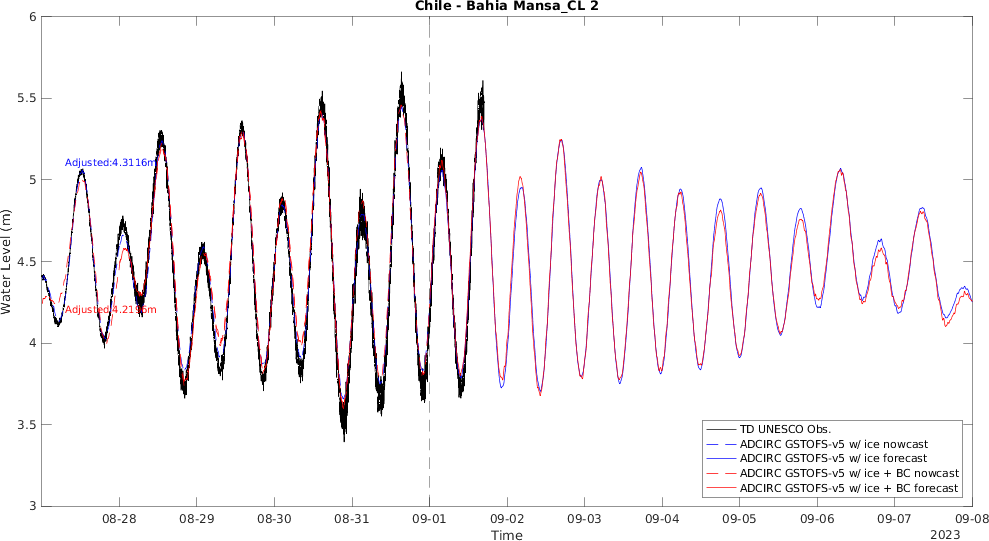 Chile - Bahia Mansa_CL 2
Water Level (m)
6
5.5
5
4.5
4
3.5
3
Adjusted:4.3116m
Adjusted:4.2196m
TD UNESCO Obs.
ADCIRC GSTOFS-v5 w/ ice nowcast
ADCIRC GSTOFS-v5 w/ ice forecast
ADCIRC GSTOFS-v5 w/ ice + BC nowcast
ADCIRC GSTOFS-v5 w/ ice + BC forecast
08-28 08-29 08-30 08-31 09-01 09-02 09-03 09-04 09-05 09-06 09-07 09-08
Time
2023